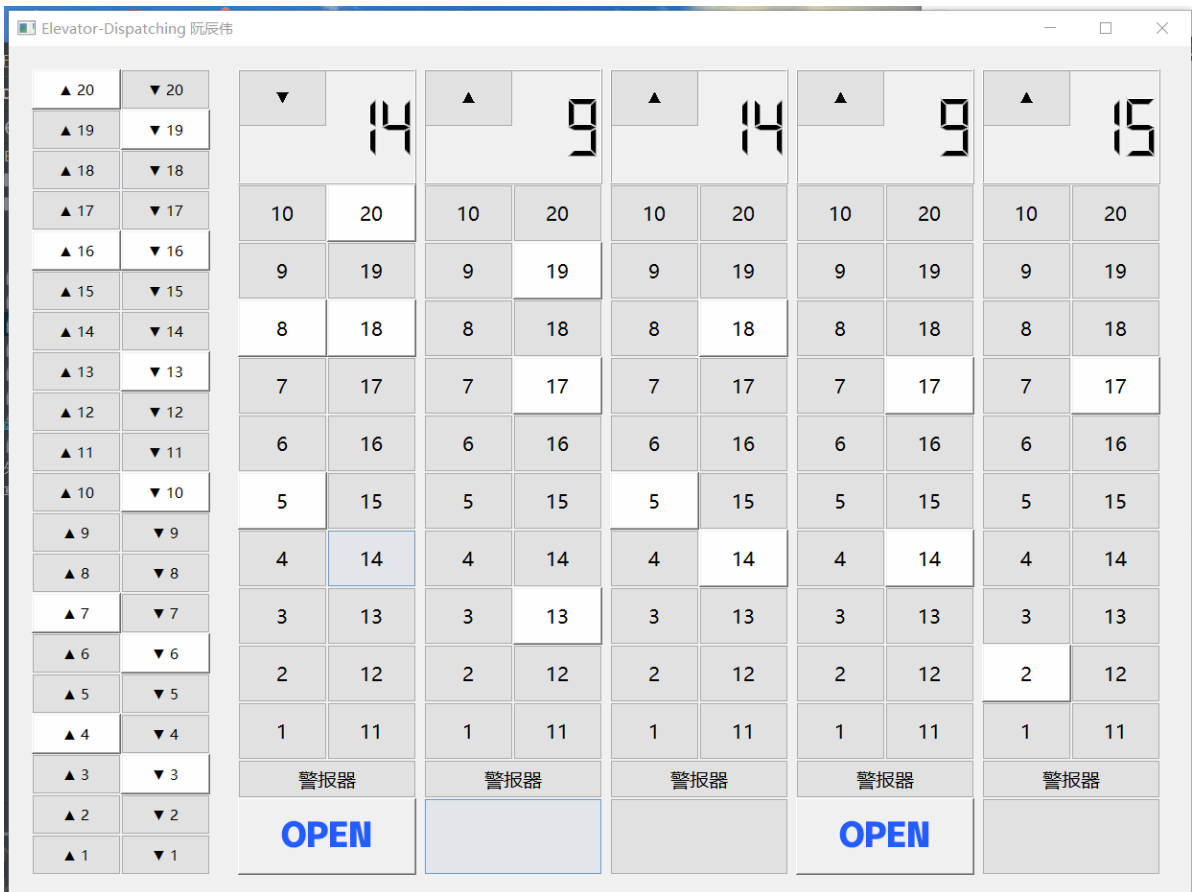 Elevator-Dispatching 阮辰伟
▲ 20 ▼ 20
▲ 19 ▼ 19
▲ 18 ▼ 18
▲ 17 ▼ 17
▲ 16 ▼ 16
▲ 15 ▼ 15
▲ 14 ▼ 14
▲ 13 ▼ 13
▲ 12 ▼ 12
▲ 11 ▼ 11
▲ 10 ▼ 10
▲ 9 ▼ 9
▲ 8 ▼ 8
▲ 7 ▼ 7
▲ 6 ▼ 6
▲ 5 ▼ 5
▲ 4 ▼ 4
▲ 3 ▼ 3
▲ 2 ▼ 2
▲ 1 ▼ 1
▼ 14 ▲ 9 ▲ 14 ▲ 9 ▲ 15
10 20 10 20 10 20 10 20 10 20
9 19 9 19 9 19 9 19 9 19
8 18 8 18 8 18 8 18 8 18
7 17 7 17 7 17 7 17 7 17
6 16 6 16 6 16 6 16 6 16
5 15 5 15 5 15 5 15 5 15
4 14 4 14 4 14 4 14 4 14
3 13 3 13 3 13 3 13 3 13
2 12 2 12 2 12 2 12 2 12
1 11 1 11 1 11 1 11 1 11
警报器 警报器 警报器 警报器 警报器
OPEN OPEN